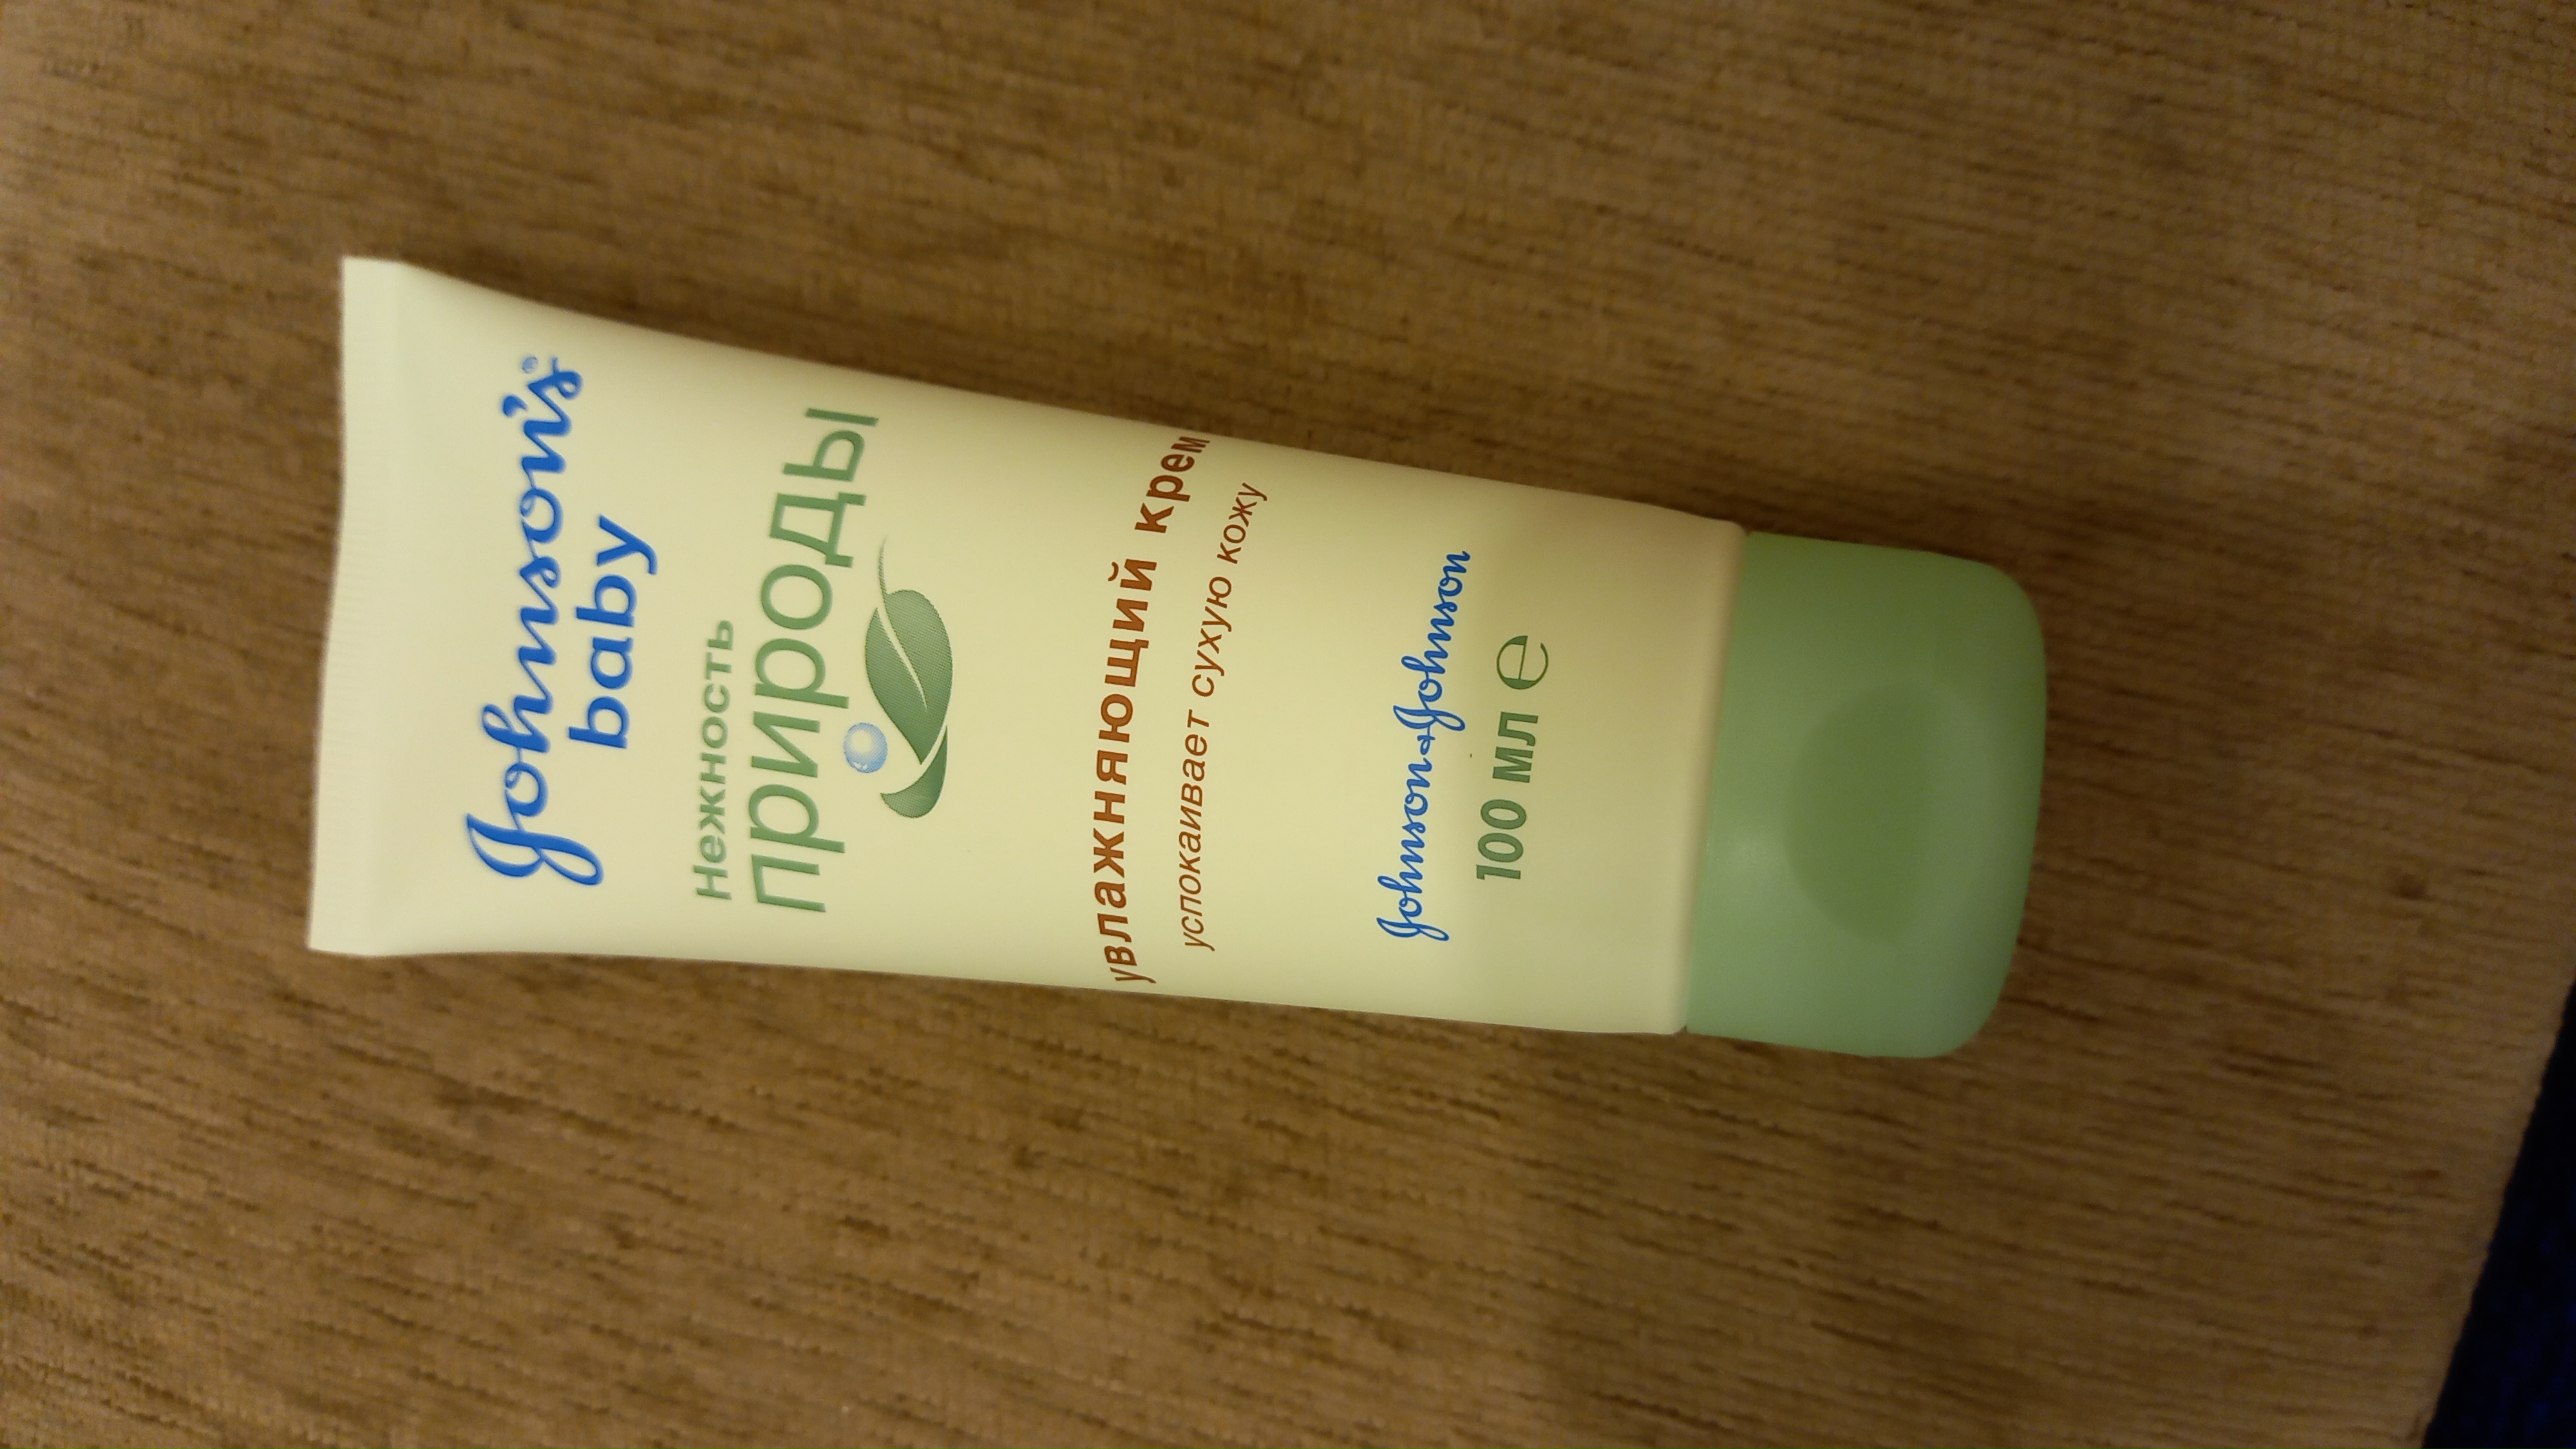 Johnson's®
baby
Нежность
Природы
увлажняющий крем
успокаивает сухую кожу
Johnson & Johnson
100 мл ℮